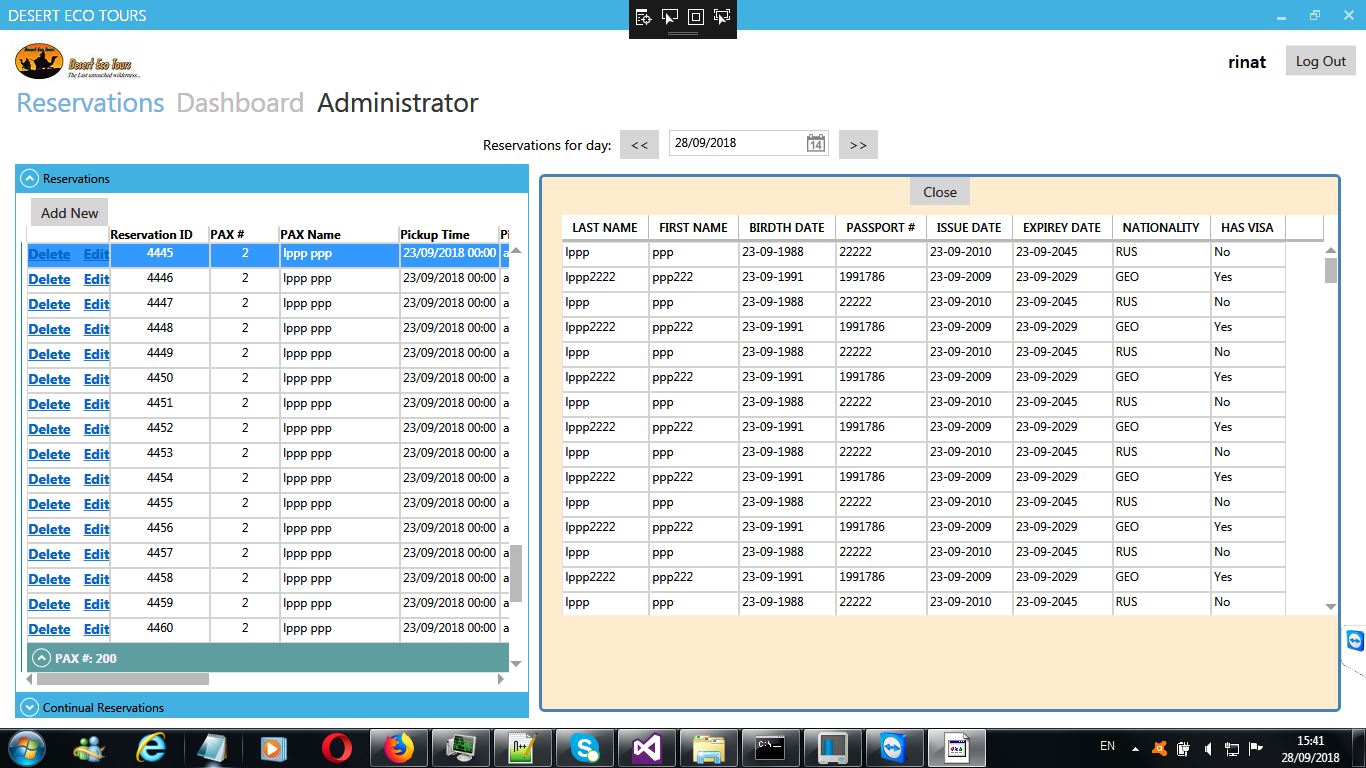 DESERT ECO TOURS
Desert Eco Tours
Desert Eco Tours
The Last untouched wilderness...
rinat Log Out
Reservations Dashboard Administrator
Reservations for day: << 28/09/2018 14 >>
Reservations
Add New
Reservation ID PAX # PAX Name Pickup Time Pi
Delete Edit 4445 2 lppp ppp 23/09/2018 00:00 a
Delete Edit 4446 2 lppp ppp 23/09/2018 00:00 a
Delete Edit 4447 2 lppp ppp 23/09/2018 00:00 a
Delete Edit 4448 2 lppp ppp 23/09/2018 00:00 a
Delete Edit 4449 2 lppp ppp 23/09/2018 00:00 a
Delete Edit 4450 2 lppp ppp 23/09/2018 00:00 a
Delete Edit 4451 2 lppp ppp 23/09/2018 00:00 a
Delete Edit 4452 2 lppp ppp 23/09/2018 00:00 a
Delete Edit 4453 2 lppp ppp 23/09/2018 00:00 a
Delete Edit 4454 2 lppp ppp 23/09/2018 00:00 a
Delete Edit 4455 2 lppp ppp 23/09/2018 00:00 a
Delete Edit 4456 2 lppp ppp 23/09/2018 00:00 a
Delete Edit 4457 2 lppp ppp 23/09/2018 00:00 a
Delete Edit 4458 2 lppp ppp 23/09/2018 00:00 a
Delete Edit 4459 2 lppp ppp 23/09/2018 00:00 a
Delete Edit 4460 2 lppp ppp 23/09/2018 00:00 a
PAX #: 200
Continual Reservations
Close
LAST NAME FIRST NAME BIRDTH DATE PASSPORT # ISSUE DATE EXPIREY DATE NATIONALITY HAS VISA
lppp ppp 23-09-1988 22222 23-09-2010 23-09-2045 RUS No
lppp2222 ppp222 23-09-1991 1991786 23-09-2009 23-09-2029 GEO Yes
lppp ppp 23-09-1988 22222 23-09-2010 23-09-2045 RUS No
lppp2222 ppp222 23-09-1991 1991786 23-09-2009 23-09-2029 GEO Yes
lppp ppp 23-09-1988 22222 23-09-2010 23-09-2045 RUS No
lppp2222 ppp222 23-09-1991 1991786 23-09-2009 23-09-2029 GEO Yes
lppp ppp 23-09-1988 22222 23-09-2010 23-09-2045 RUS No
lppp2222 ppp222 23-09-1991 1991786 23-09-2009 23-09-2029 GEO Yes
lppp ppp 23-09-1988 22222 23-09-2010 23-09-2045 RUS No
lppp2222 ppp222 23-09-1991 1991786 23-09-2009 23-09-2029 GEO Yes
lppp ppp 23-09-1988 22222 23-09-2010 23-09-2045 RUS No
lppp2222 ppp222 23-09-1991 1991786 23-09-2009 23-09-2029 GEO Yes
lppp ppp 23-09-1988 22222 23-09-2010 23-09-2045 RUS No
lppp2222 ppp222 23-09-1991 1991786 23-09-2009 23-09-2029 GEO Yes
lppp ppp 23-09-1988 22222 23-09-2010 23-09-2045 RUS No
EN 15:41
28/09/2018